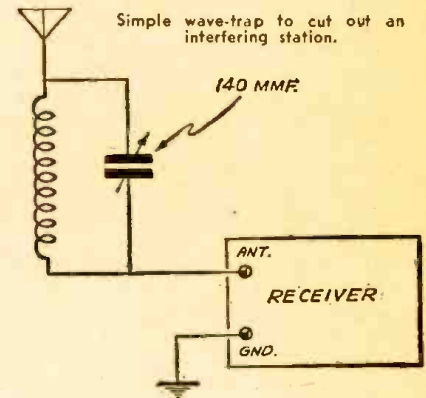 Simple wave-trap to cut out an
interfering station.
140 MMF.
ANT.
RECEIVER
GND.